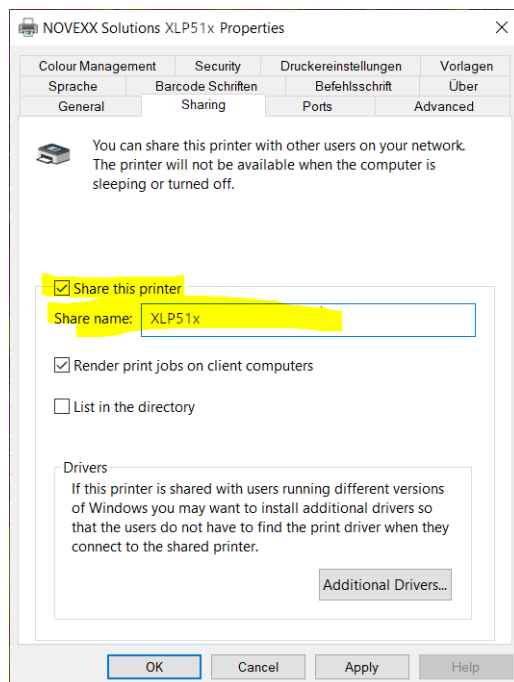 NOVEXX Solutions XLP51x Properties
Colour Management Security Druckereinstellungen Vorlagen
Sprache Barcode Schriften Befehlsschrift Über
General Sharing Ports Advanced
You can share this printer with other users on your network.
The printer will not be available when the computer is
sleeping or turned off.
Share this printer
Share name: XLP51x
Render print jobs on client computers
List in the directory
Drivers
If this printer is shared with users running different versions
of Windows you may want to install additional drivers so
that the users do not have to find the print driver when they
connect to the shared printer.
Additional Drivers...
OK Cancel Apply Help